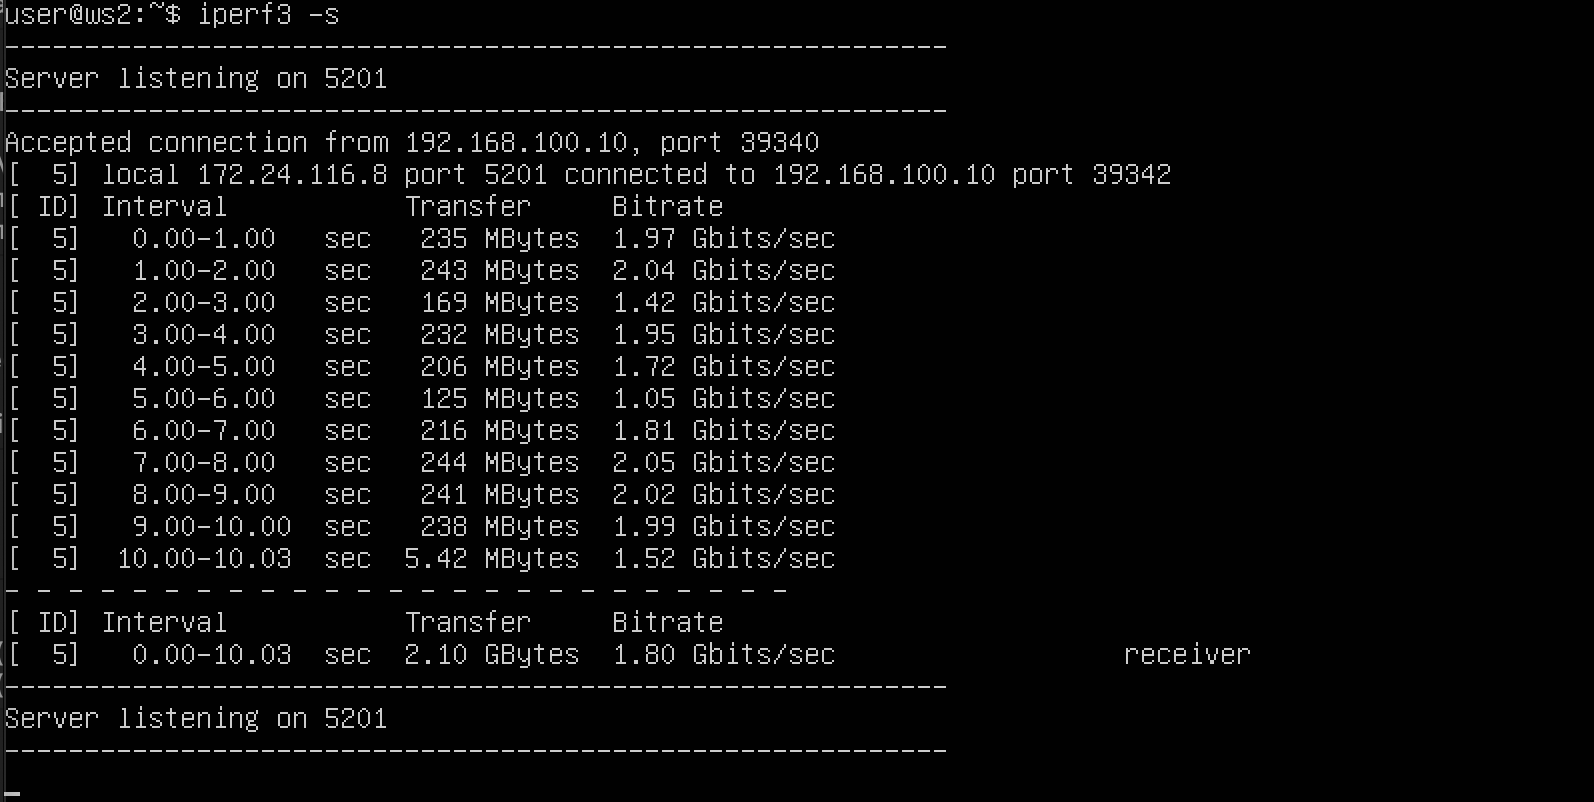 user@ws2:~$ iperf3 -s
-----------------------------------------------------------
Server listening on 5201
-----------------------------------------------------------
Accepted connection from 192.168.100.10, port 39340
[  5] local 172.24.116.8 port 5201 connected to 192.168.100.10 port 39342
[ ID] Interval           Transfer     Bitrate
[  5]   0.00-1.00   sec   235 MBytes  1.97 Gbits/sec
[  5]   1.00-2.00   sec   243 MBytes  2.04 Gbits/sec
[  5]   2.00-3.00   sec   169 MBytes  1.42 Gbits/sec
[  5]   3.00-4.00   sec   232 MBytes  1.95 Gbits/sec
[  5]   4.00-5.00   sec   206 MBytes  1.72 Gbits/sec
[  5]   5.00-6.00   sec   125 MBytes  1.05 Gbits/sec
[  5]   6.00-7.00   sec   216 MBytes  1.81 Gbits/sec
[  5]   7.00-8.00   sec   244 MBytes  2.05 Gbits/sec
[  5]   8.00-9.00   sec   241 MBytes  2.02 Gbits/sec
[  5]   9.00-10.00  sec   238 MBytes  1.99 Gbits/sec
[  5]  10.00-10.03  sec  5.42 MBytes  1.52 Gbits/sec
- - - - - - - - - - - - - - - - - - - - - - - - -
[ ID] Interval           Transfer     Bitrate
[  5]   0.00-10.03  sec  2.10 GBytes  1.80 Gbits/sec                  receiver
-----------------------------------------------------------
Server listening on 5201
-----------------------------------------------------------